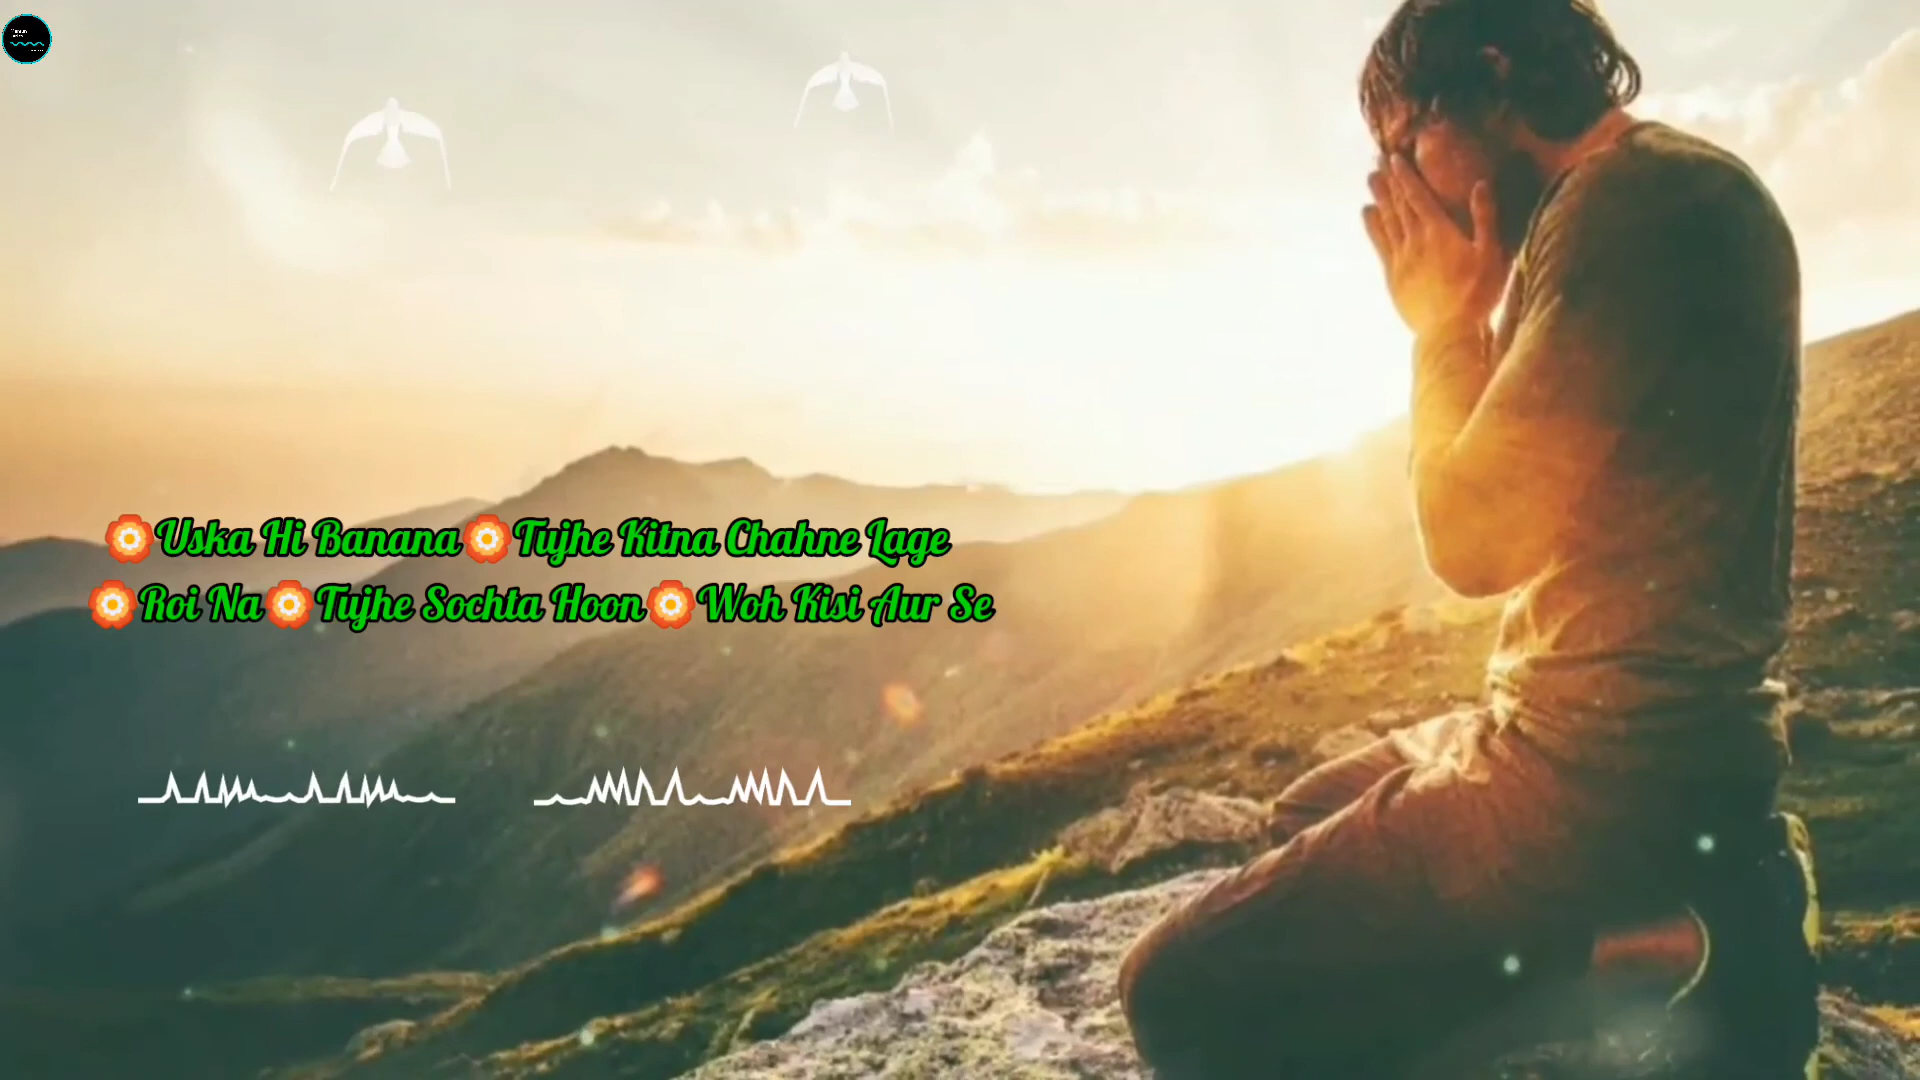 🏵️Uska Hi Banana🏵️Tujhe Kitna Chahne Lage
🏵️Roi Na🏵️Tujhe Sochta Hoon🏵️Woh Kisi Aur Se